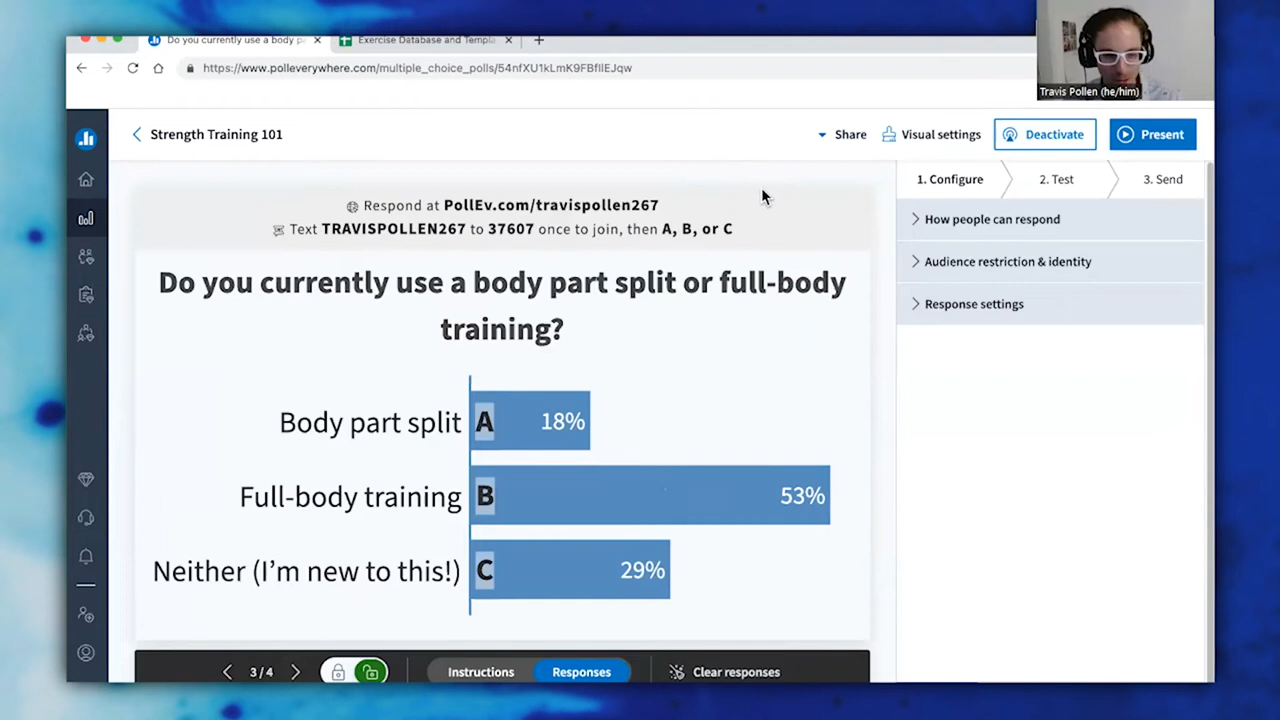 Do you currently use a body pa
Exercise Database and Templa
https://www.polleverywhere.com/multiple_choice_polls/54nfXU1kLmK9FBfIlEJqw
Travis Pollen (he/him)
Strength Training 101
Share
Visual settings
Deactivate
Present
1. Configure
2. Test
3. Send
Respond at PollEv.com/travispollen267
Text TRAVISPOLLEN267 to 37607 once to join, then A, B, or C
How people can respond
Audience restriction & identity
Response settings
Do you currently use a body part split or full-body
training?
Body part split A 18%
Full-body training B 53%
Neither (I'm new to this!) C 29%
3 / 4
Instructions
Responses
Clear responses